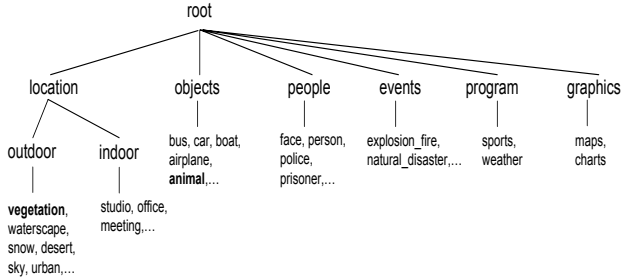 root
location objects people events program graphics
outdoor indoor
bus, car, boat,
airplane,
animal,...
face, person,
police,
prisoner,...
explosion_fire,
natural_disaster,...
sports,
weather
maps,
charts
vegetation,
waterscape,
snow, desert,
sky, urban,...
studio, office,
meeting,...